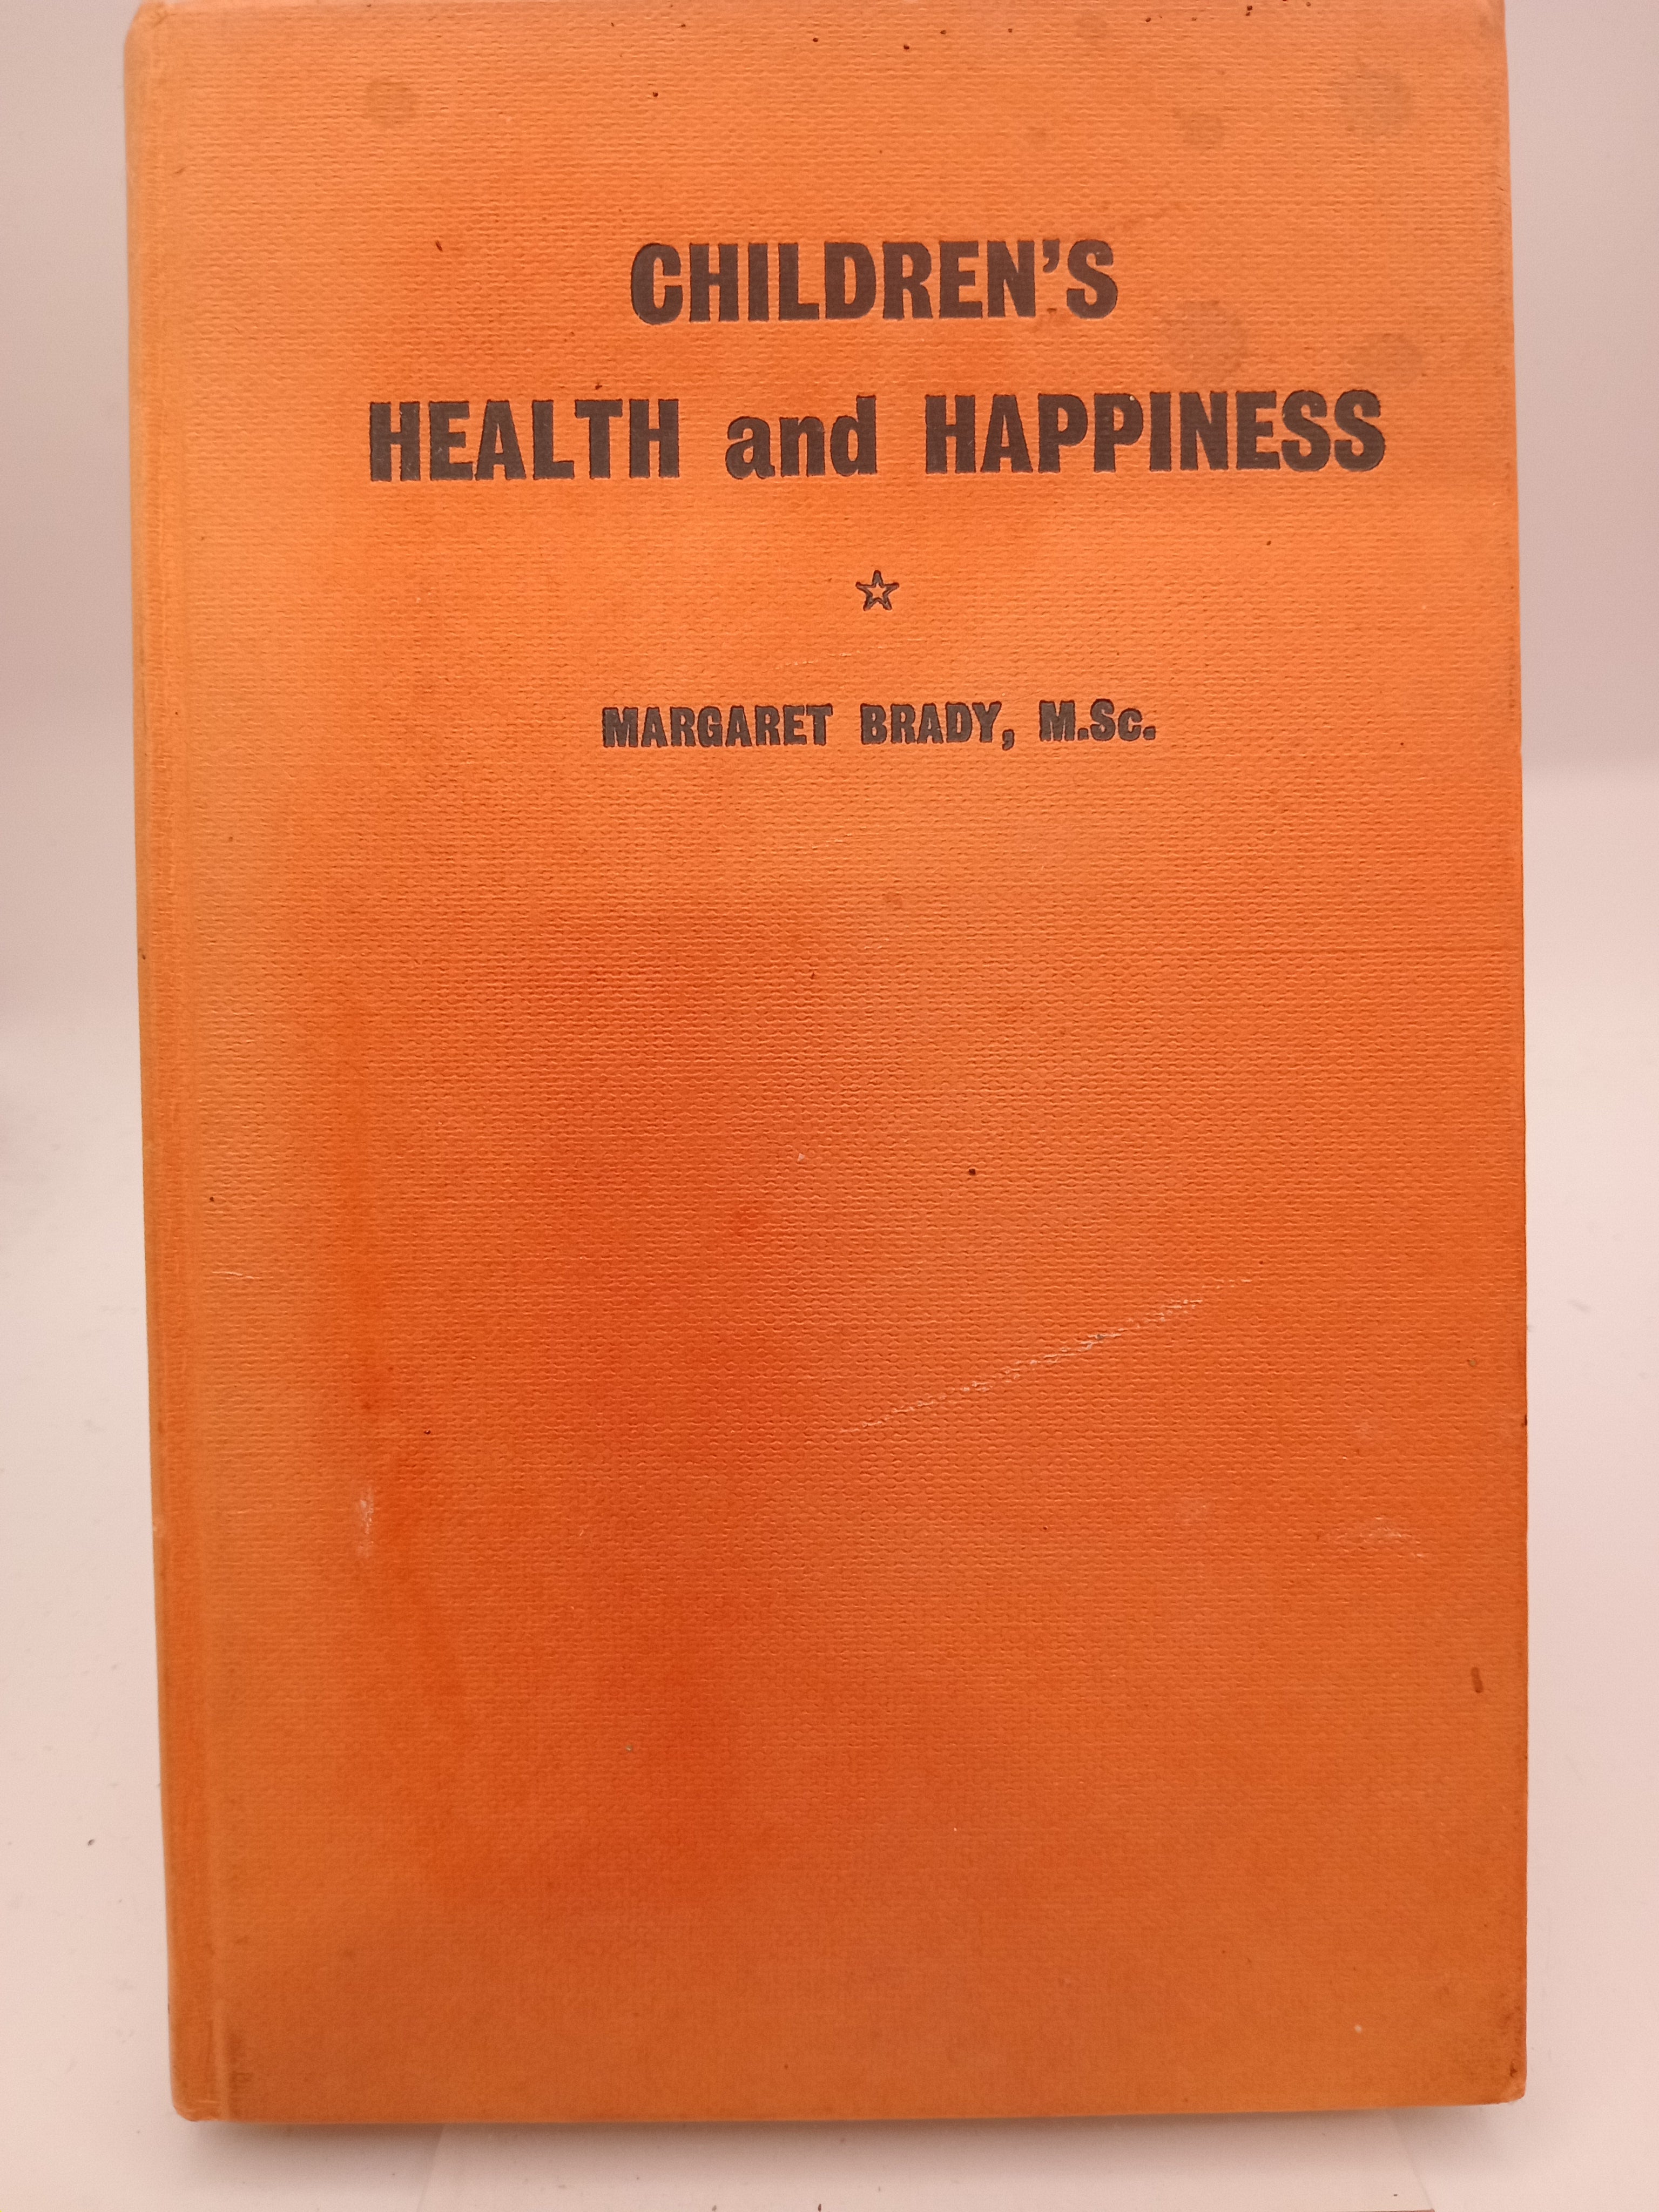 CHILDREN'S
HEALTH and HAPPINESS
MARGARET BRADY, M.Sc.